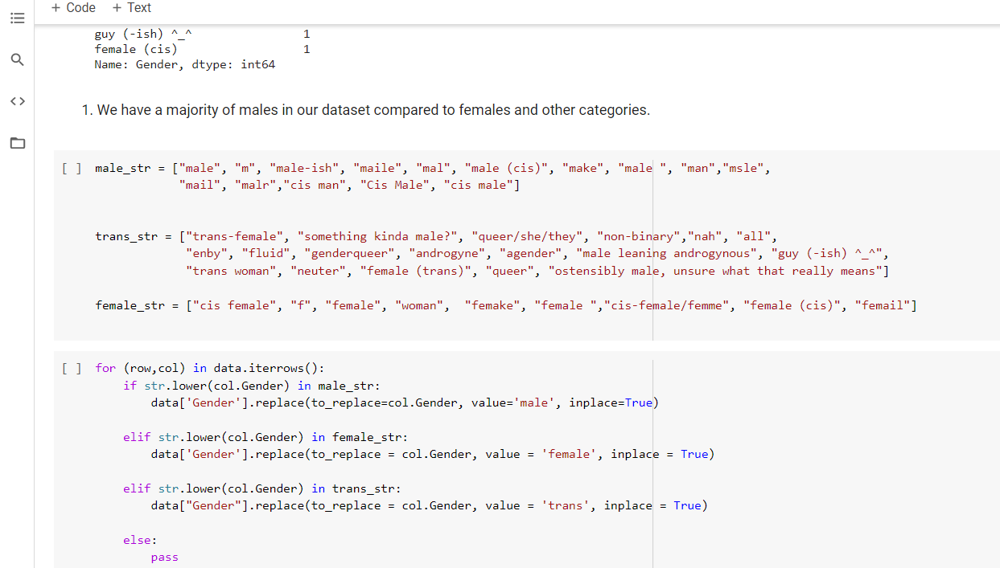 + Code + Text
guy (-ish) ^_^ 1
female (cis) 1
Name: Gender, dtype: int64
1. We have a majority of males in our dataset compared to females and other categories.
[ ] male_str = ["male", "m", "male-ish", "maile", "mal", "male (cis)", "make", "male ", "man","msle",
"mail", "malr","cis man", "Cis Male", "cis male"]
trans_str = ["trans-female", "something kinda male?", "queer/she/they", "non-binary","nah", "all",
"enby", "fluid", "genderqueer", "androgyne", "agender", "male leaning androgynous", "guy (-ish) ^_^",
"trans woman", "neuter", "female (trans)", "queer", "ostensibly male, unsure what that really means"]
female_str = ["cis female", "f", "female", "woman",  "femake", "female ","cis-female/femme", "female (cis)", "femail"]
[ ] for (row,col) in data.iterrows():
if str.lower(col.Gender) in male_str:
data['Gender'].replace(to_replace=col.Gender, value='male', inplace=True)
elif str.lower(col.Gender) in female_str:
data['Gender'].replace(to_replace = col.Gender, value = 'female', inplace = True)
elif str.lower(col.Gender) in trans_str:
data["Gender"].replace(to_replace = col.Gender, value = 'trans', inplace = True)
else:
pass